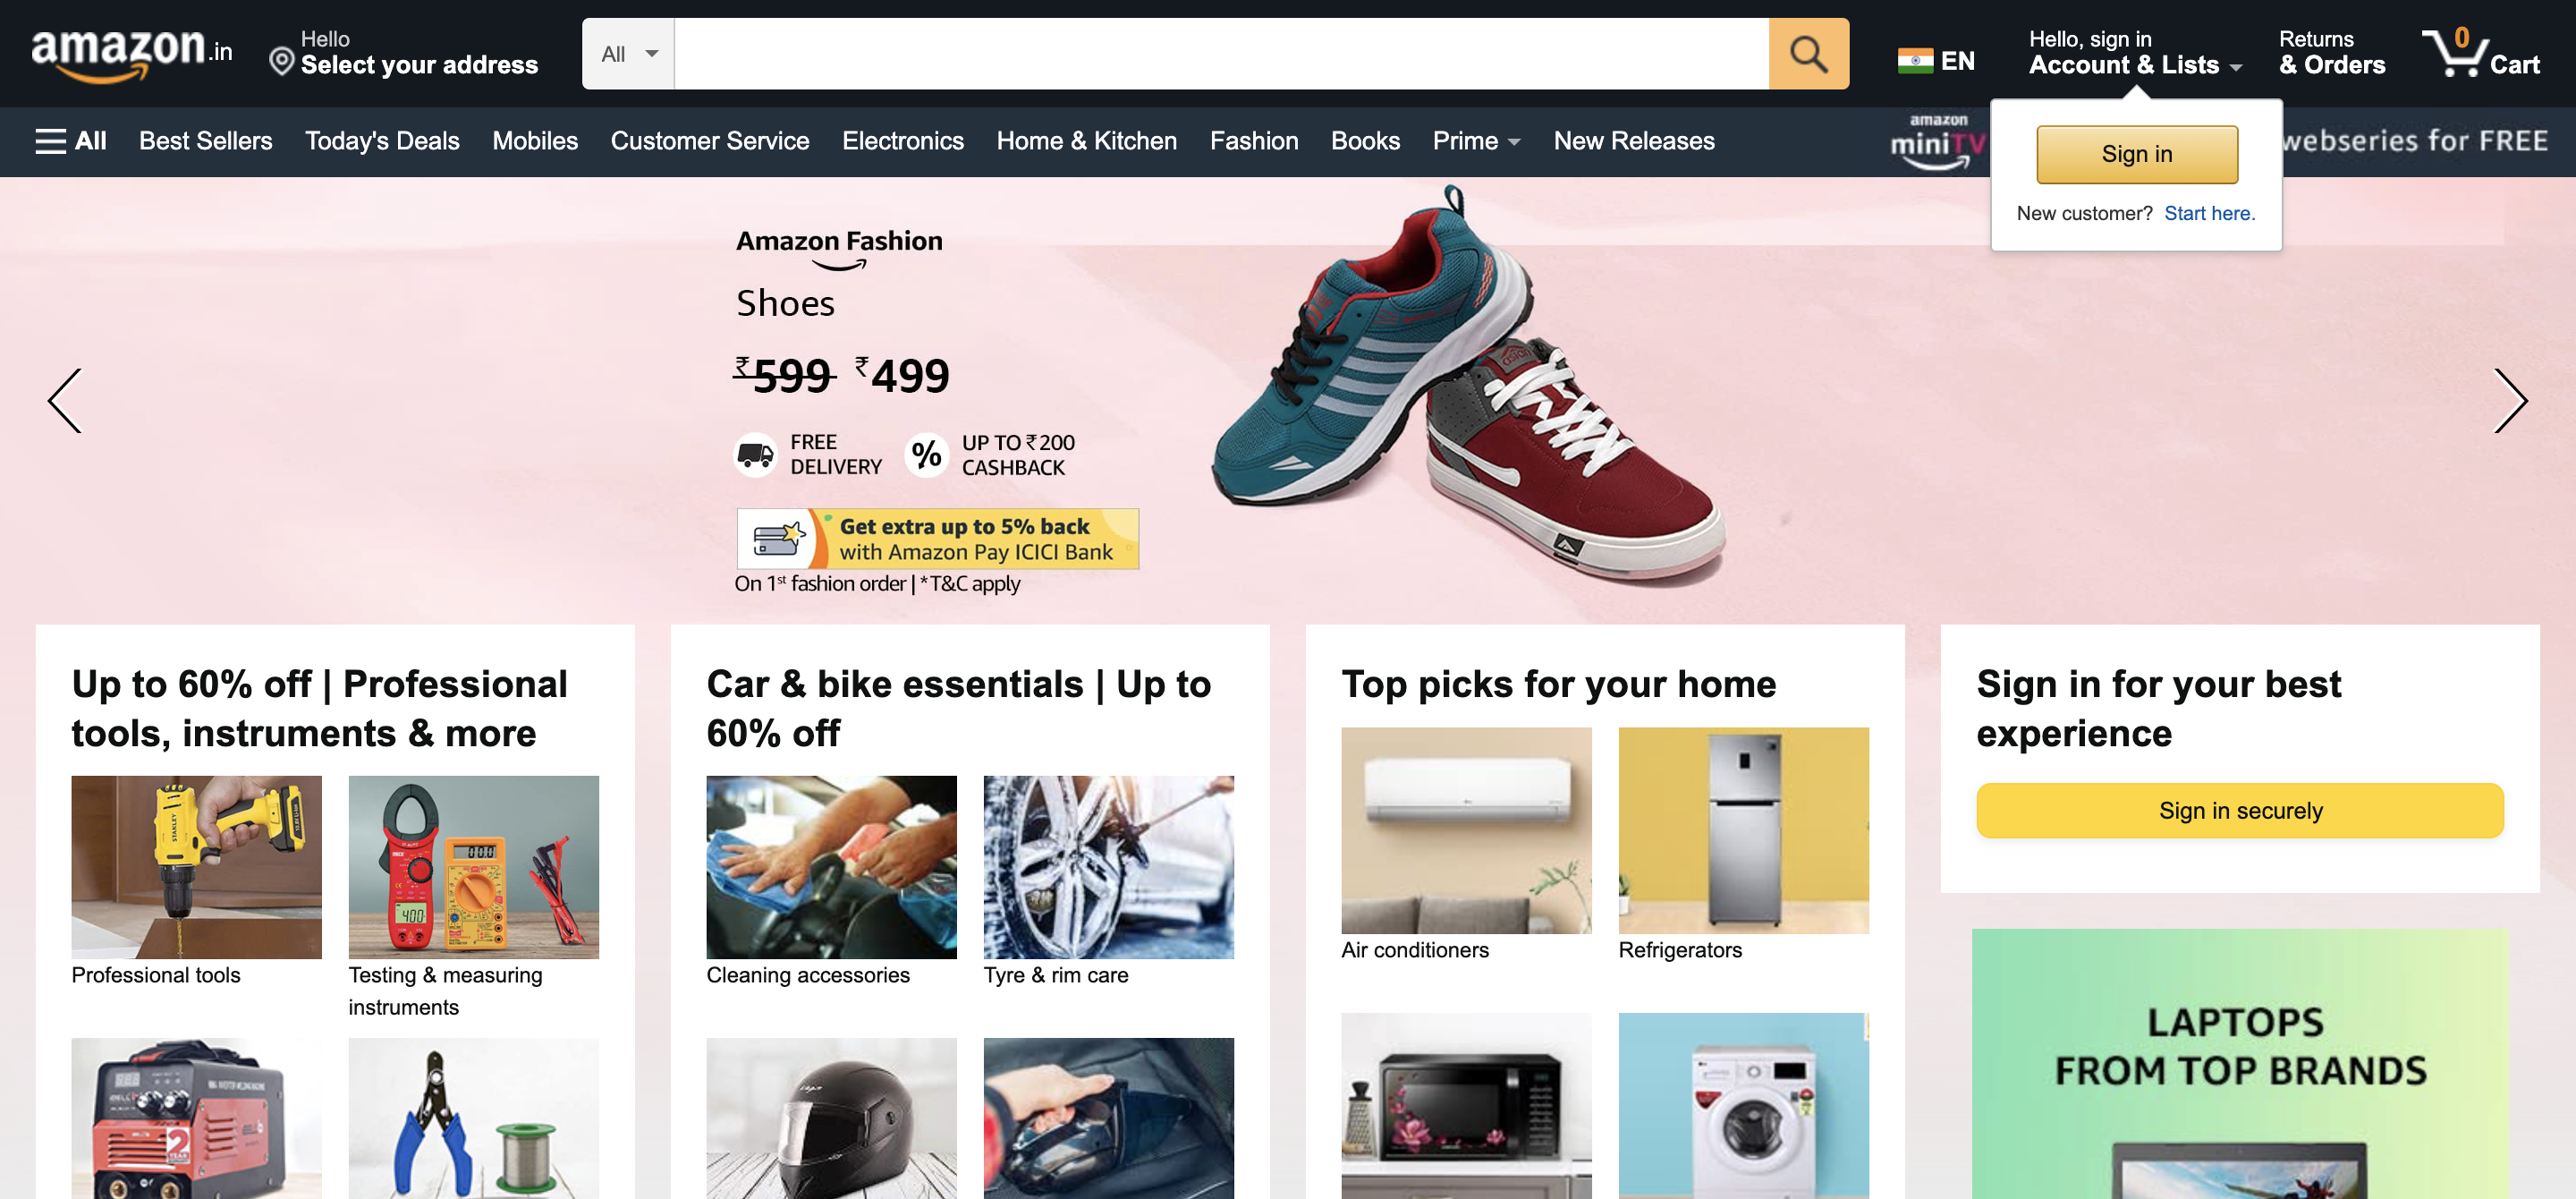 amazon.in
Hello
Select your address
All
EN
Hello, sign in
Account & Lists
Returns
& Orders
0
Cart
All
Best Sellers
Today's Deals
Mobiles
Customer Service
Electronics
Home & Kitchen
Fashion
Books
Prime
New Releases
amazon
miniTV
webseries for FREE
Sign in
New customer? Start here.
Amazon Fashion
Shoes
₹599 ₹499
FREE
DELIVERY
UP TO ₹200
CASHBACK
Get extra up to 5% back
with Amazon Pay ICICI Bank
On 1st fashion order | *T&C apply
asian
Up to 60% off | Professional
tools, instruments & more
STANLEY
000
400
Professional tools
Testing & measuring
instruments
2
YEAR
Car & bike essentials | Up to
60% off
Cleaning accessories
Tyre & rim care
Top picks for your home
Air conditioners
Refrigerators
Sign in for your best
experience
Sign in securely
LAPTOPS
FROM TOP BRANDS